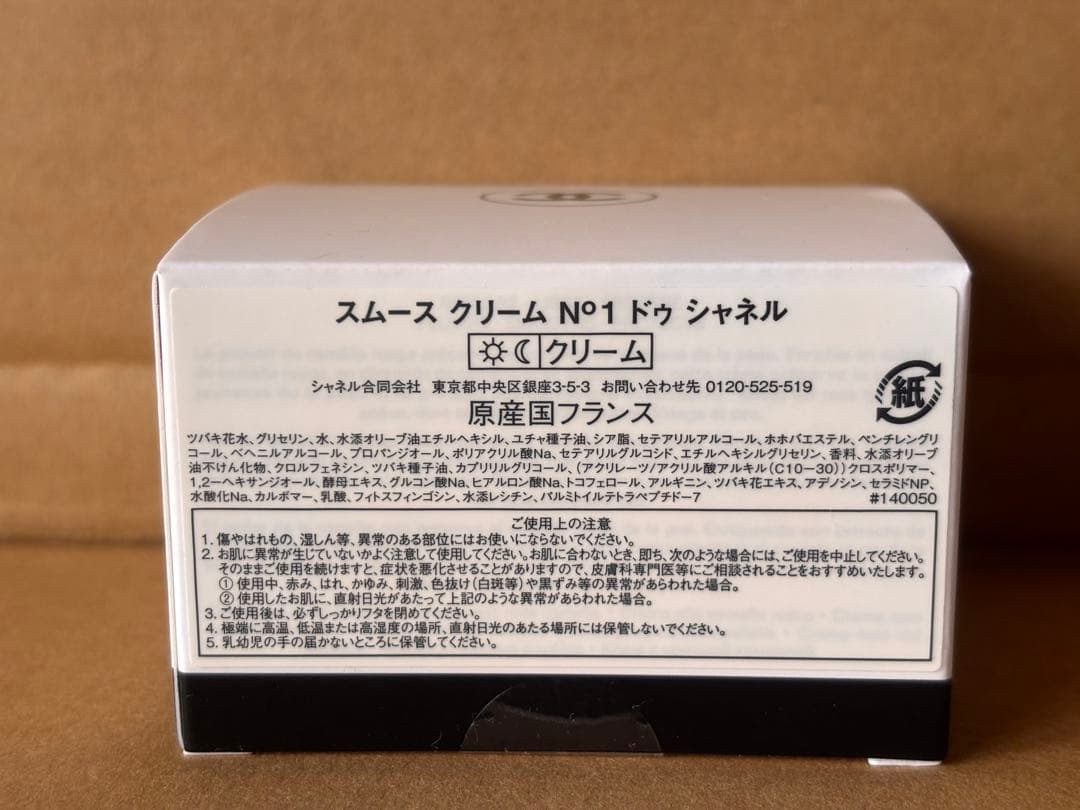 スムース クリーム Nº1 ドゥ シャネル
クリーム
シャネル合同会社 東京都中央区銀座3-5-3 お問い合わせ先 0120-525-519
原産国フランス
紙
ツバキ花水、グリセリン、水、水添オリーブ油エチルヘキシル、ユチャ種子油、シア脂、セテアリルアルコール、ホホバエステル、ペンチレングリ
コール、ベヘニルアルコール、プロパンジオール、ポリアクリル酸Na、セテアリルグルコシド、エチルヘキシルグリセリン、香料、水添オリーブ
油不けん化物、クロルフェネシン、ツバキ種子油、カプリリルグリコール、(アクリレーツ/アクリル酸アルキル(C10-30))クロスポリマー、
1,2-ヘキサンジオール、酵母エキス、グルコン酸Na、ヒアルロン酸Na、トコフェロール、アルギニン、ツバキ花エキス、アデノシン、セラミドNP、
水酸化Na、カルボマー、乳酸、フィトスフィンゴシン、水添レシチン、パルミトイルテトラペプチド-7 #140050
ご使用上の注意
1. 傷やはれもの、湿しん等、異常のある部位にはお使いにならないでください。
2. お肌に異常が生じていないかよく注意して使用してください。お肌に合わないとき、即ち、次のような場合には、ご使用を中止してください。
そのままご使用を続けますと、症状を悪化させることがありますので、皮膚科専門医等にご相談されることをおすすめいたします。
① 使用中、赤み、はれ、かゆみ、刺激、色抜け(白斑等)や黒ずみ等の異常があらわれた場合。
② 使用したお肌に、直射日光があたって上記のような異常があらわれた場合。
3. ご使用後は、必ずしっかりフタを閉めてください。
4. 極端に高温、低温または高湿度の場所、直射日光のあたる場所には保管しないでください。
5. 乳幼児の手の届かないところに保管してください。